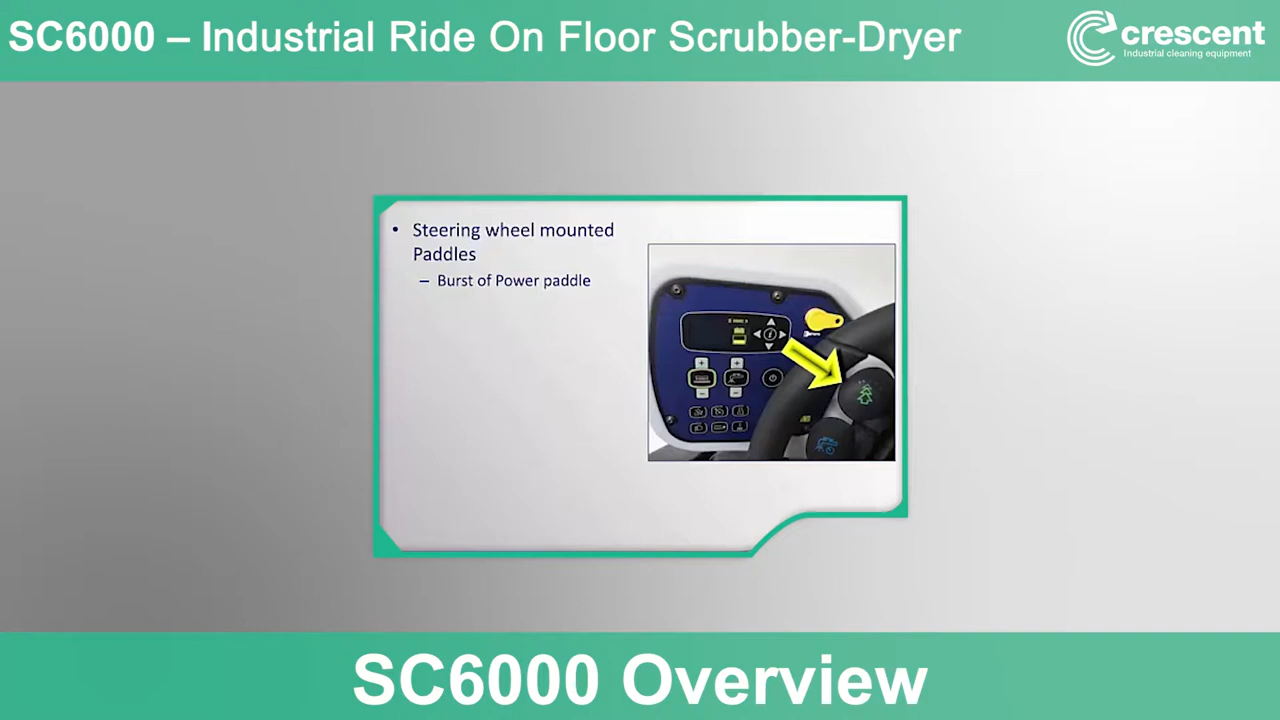 SC6000 – Industrial Ride On Floor Scrubber-Dryer
crescent
Industrial cleaning equipment
• Steering wheel mounted
Paddles
– Burst of Power paddle
SC6000 Overview